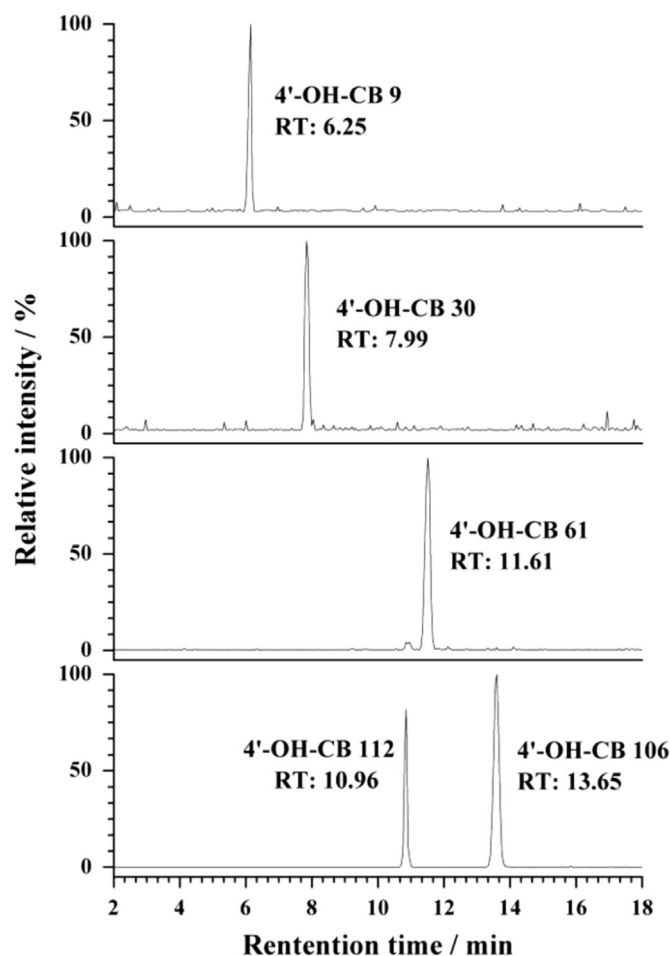 100
4'-OH-CB 9
RT: 6.25
50
0
100
4'-OH-CB 30
RT: 7.99
50
0
100
4'-OH-CB 61
RT: 11.61
50
0
100
4'-OH-CB 112
RT: 10.96
4'-OH-CB 106
RT: 13.65
50
0
2 4 6 8 10 12 14 16 18
Rentention time / min
Relative intensity / %